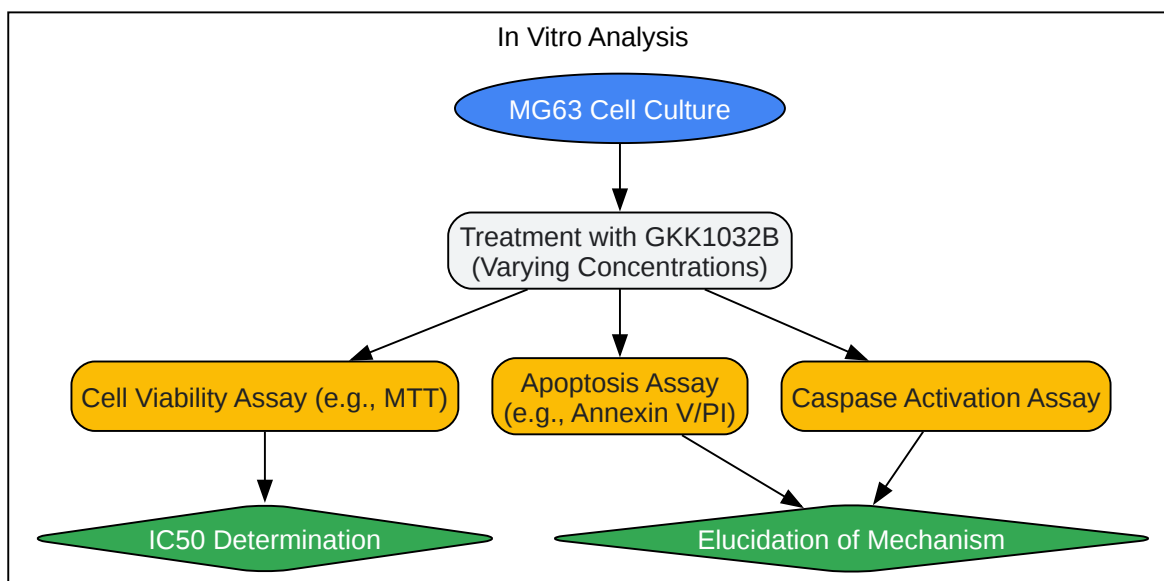 In Vitro Analysis
MG63 Cell Culture
Treatment with GKK1032B
(Varying Concentrations)
Cell Viability Assay (e.g., MTT)
Apoptosis Assay
(e.g., Annexin V/PI)
Caspase Activation Assay
IC50 Determination
Elucidation of Mechanism